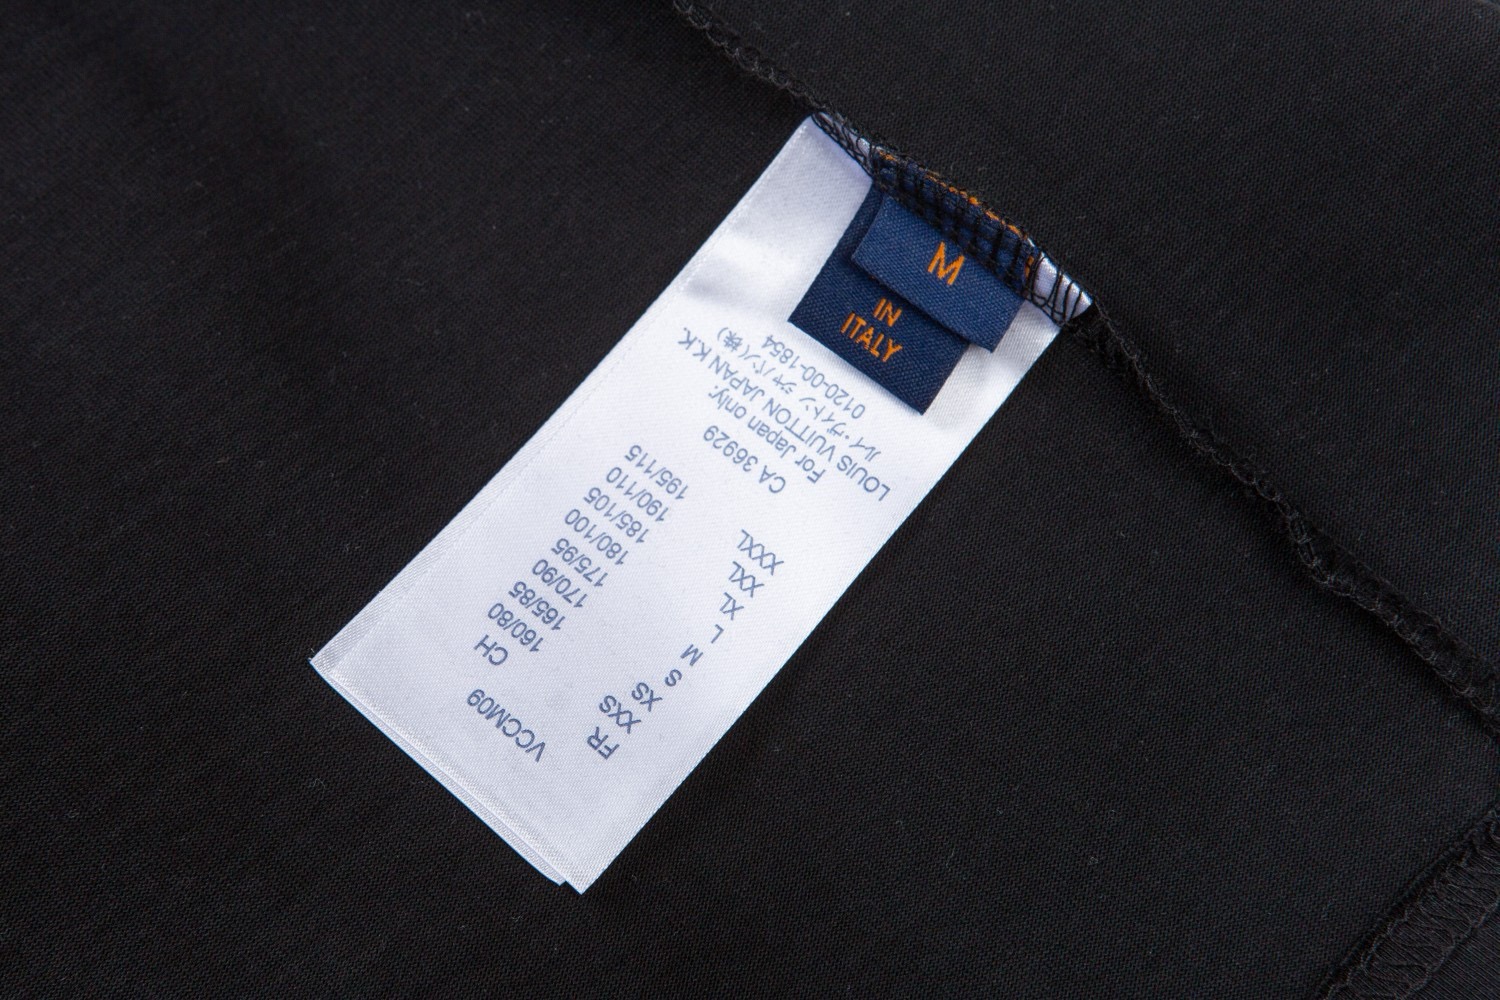 M
IN
ITALY
VCCM09
FR CH
XXS 160/80
XS 165/85
S 170/90
M 175/95
L 180/100
XL 185/105
XXL 190/110
XXXL 195/115
CA 36929
For Japan only:
LOUIS VUITTON JAPAN K.K.
ルイ・ヴィトン ジャパン(株)
0120-00-1854